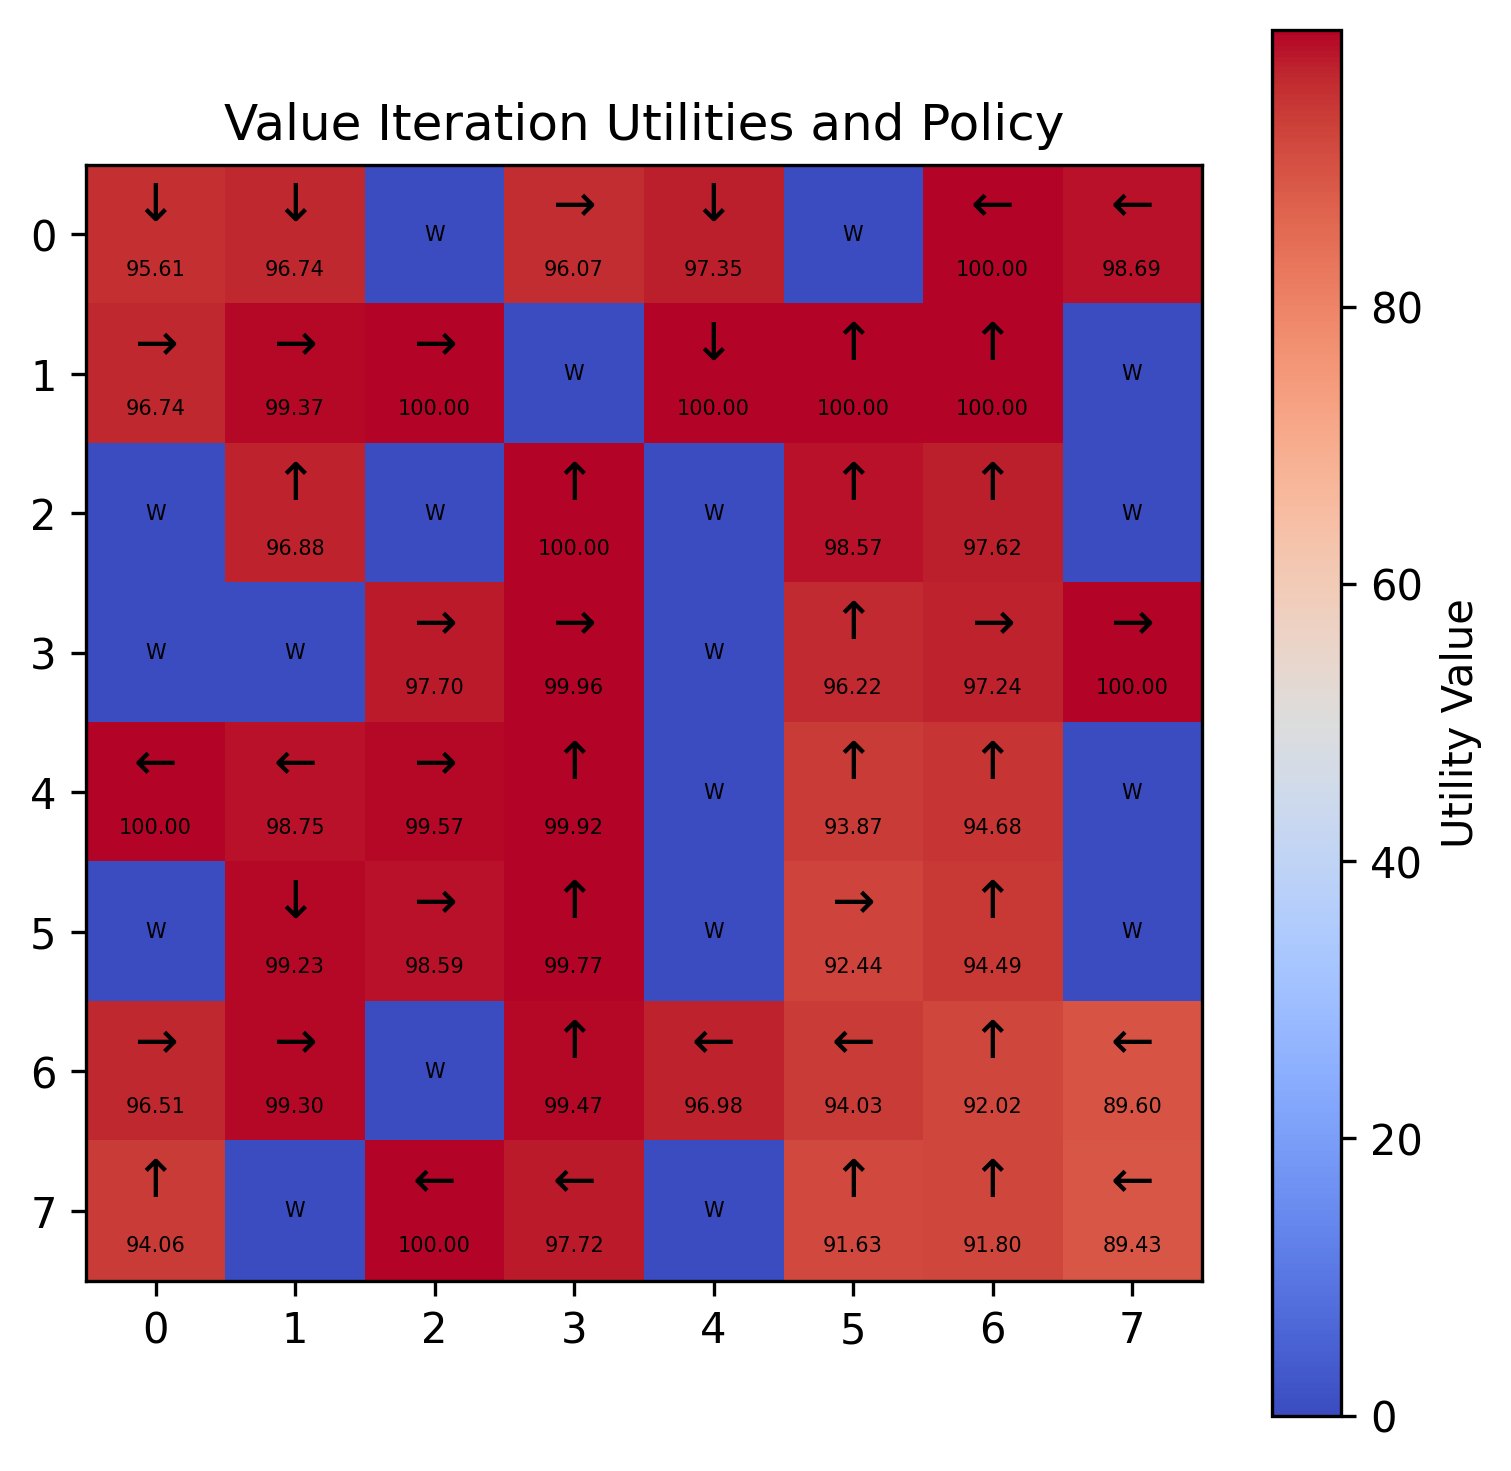 Value Iteration Utilities and Policy
0 ↓ ↓ W → ↓ W ← ←
95.61 96.74 96.07 97.35 100.00 98.69
80
1 → → → W ↓ ↑ ↑ W
96.74 99.37 100.00 100.00 100.00 100.00
2 W ↑ W ↑ W ↑ ↑ W
96.88 100.00 98.57 97.62
60
3 W W → → W ↑ → →
97.70 99.96 96.22 97.24 100.00
Utility Value
4 ← ← → ↑ W ↑ ↑ W
100.00 98.75 99.57 99.92 93.87 94.68
40
5 W ↓ → ↑ W → ↑ W
99.23 98.59 99.77 92.44 94.49
6 → → W ↑ ← ← ↑ ←
96.51 99.30 99.47 96.98 94.03 92.02 89.60
20
7 ↑ W ← ← W ↑ ↑ ←
94.06 100.00 97.72 91.63 91.80 89.43
0 1 2 3 4 5 6 7
0